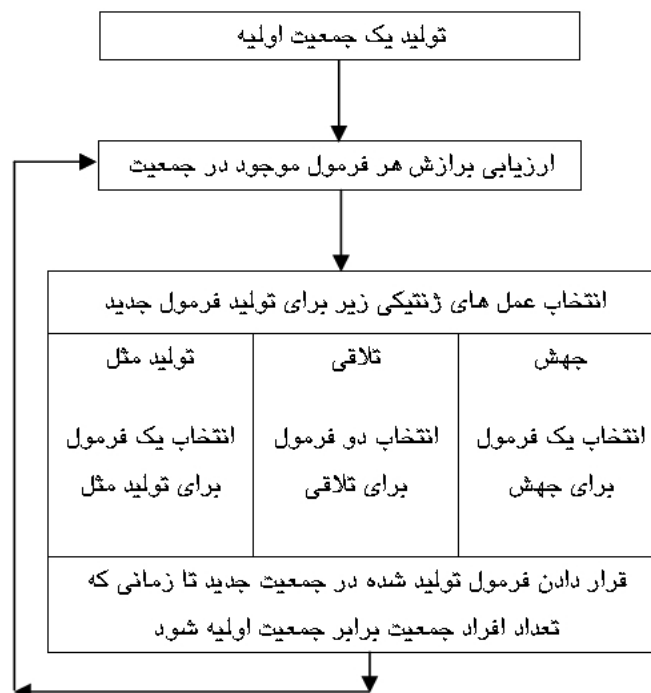 تولید یک جمعیت اولیه
ارزیابی برازش هر فرمول موجود در جمعیت
انتخاب عمل های ژنتیکی زیر برای تولید فرمول جدید
جهش
انتخاب یک فرمول
برای جهش
تلاقی
انتخاب دو فرمول
برای تلاقی
تولید مثل
انتخاب یک فرمول
برای تولید مثل
قرار دادن فرمول تولید شده در جمعیت جدید تا زمانی که
تعداد افراد جمعیت برابر جمعیت اولیه شود